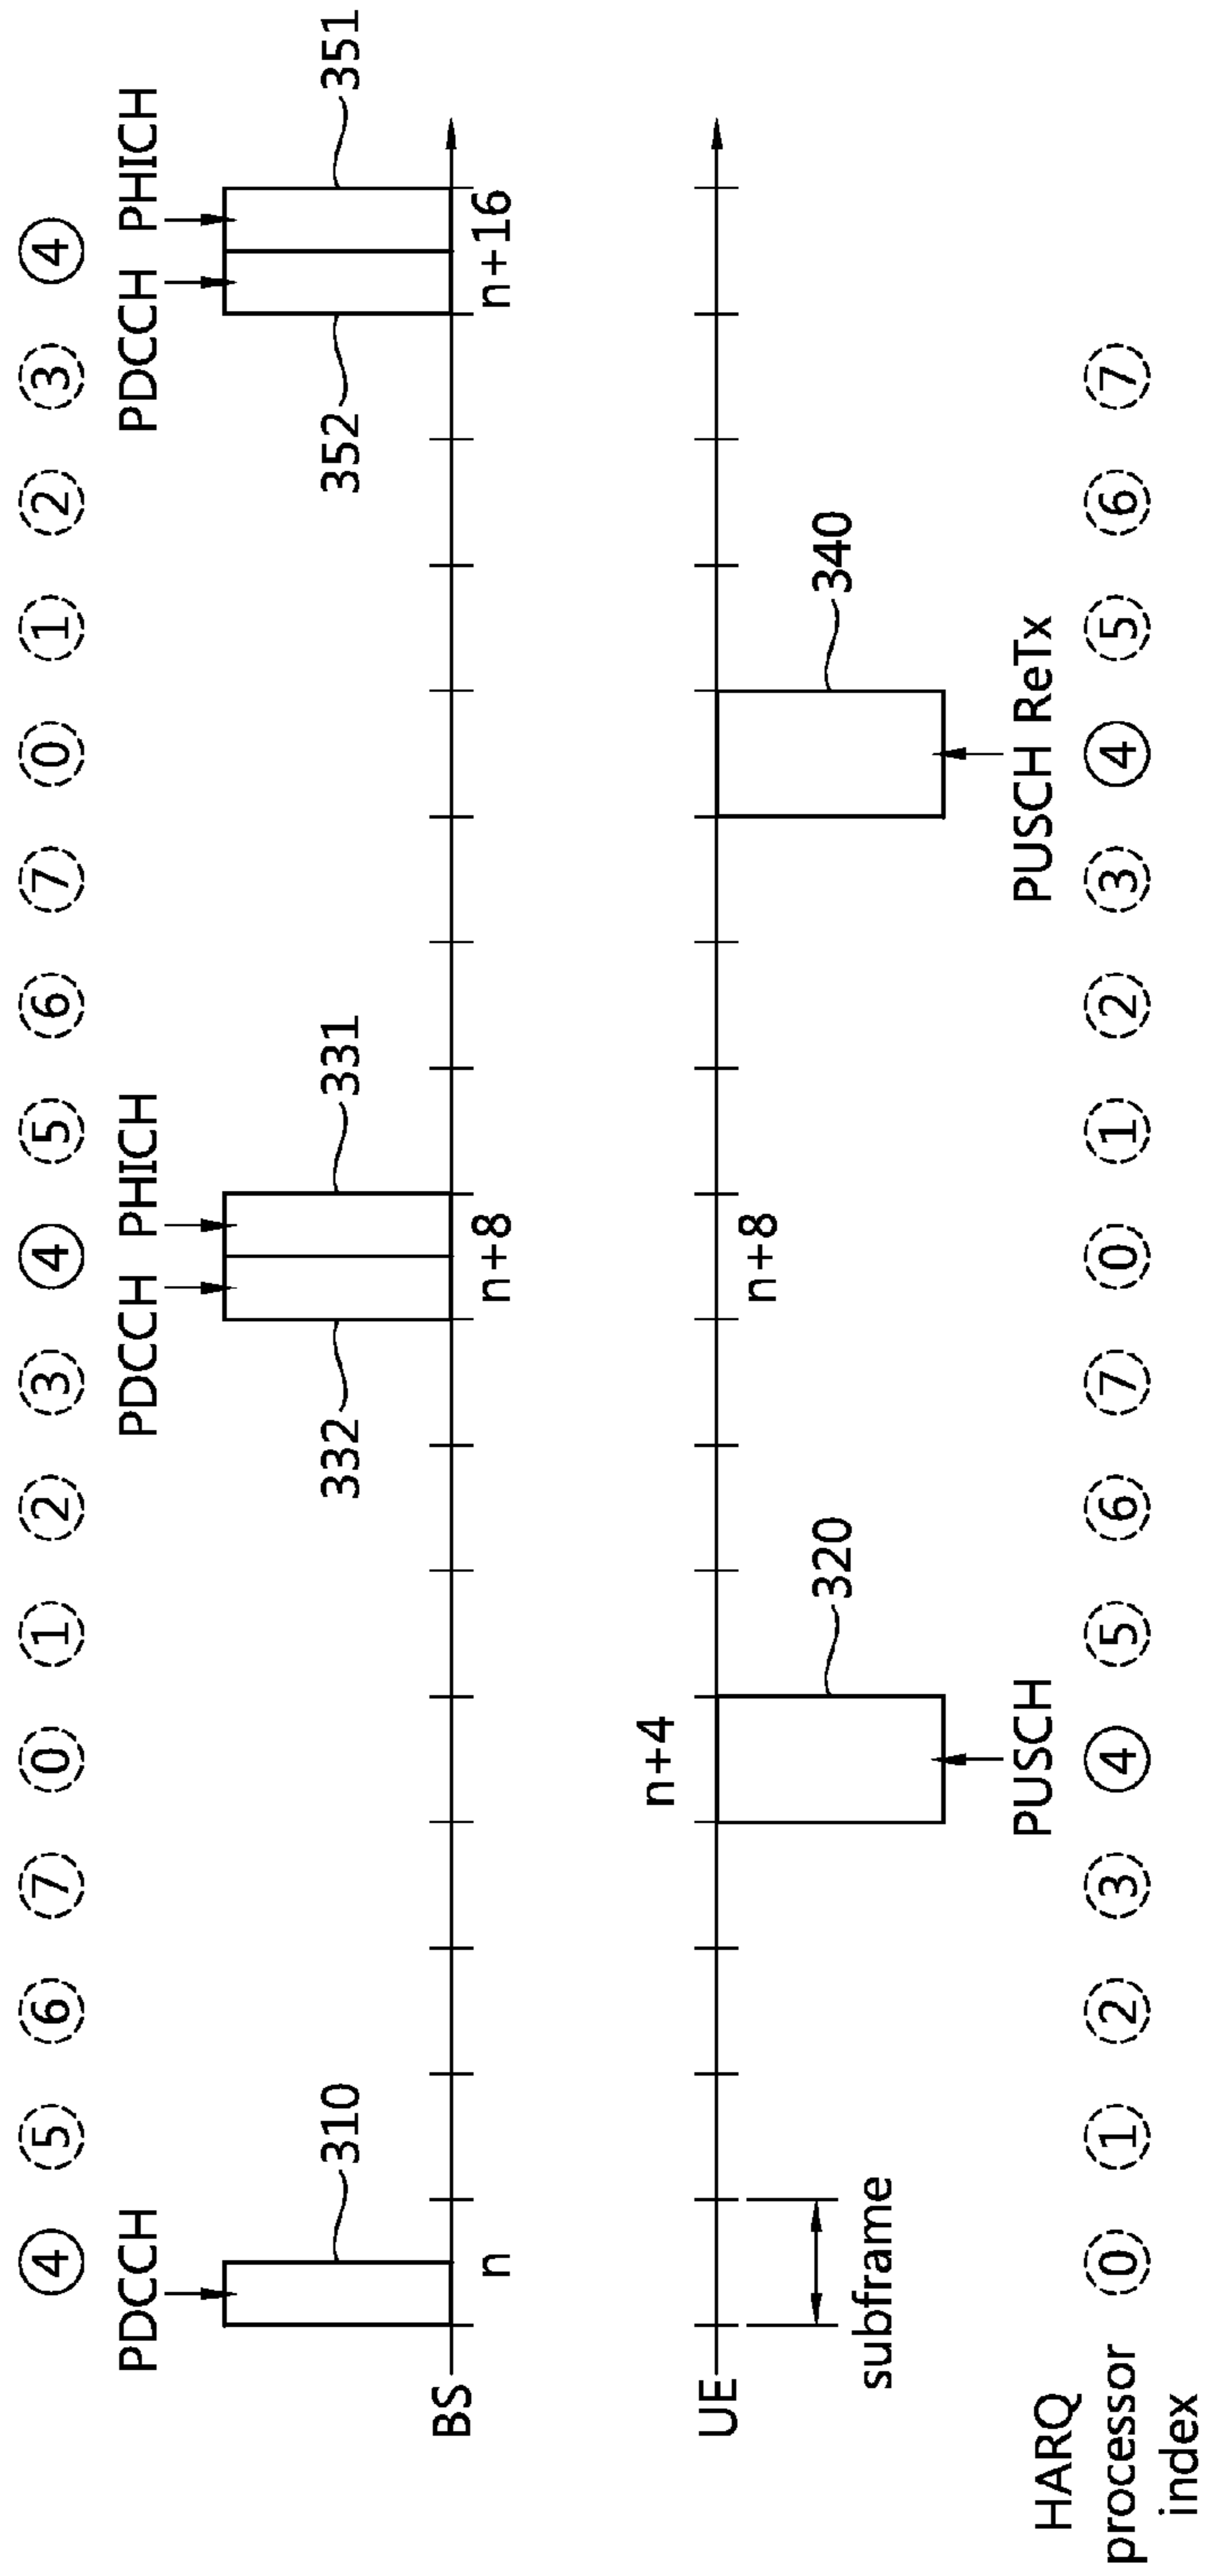 4 5 6 7 0 1 2 3 4 5 6 7 0 1 2 3 4
PDCCH PDCCH PHICH PDCCH PHICH
310 332 331 352 351
BS
n n+8 n+16
n+4
UE
n+8
320 340
subframe
PUSCH PUSCH ReTx
HARQ
processor
index
0 1 2 3 4 5 6 7 0 1 2 3 4 5 6 7